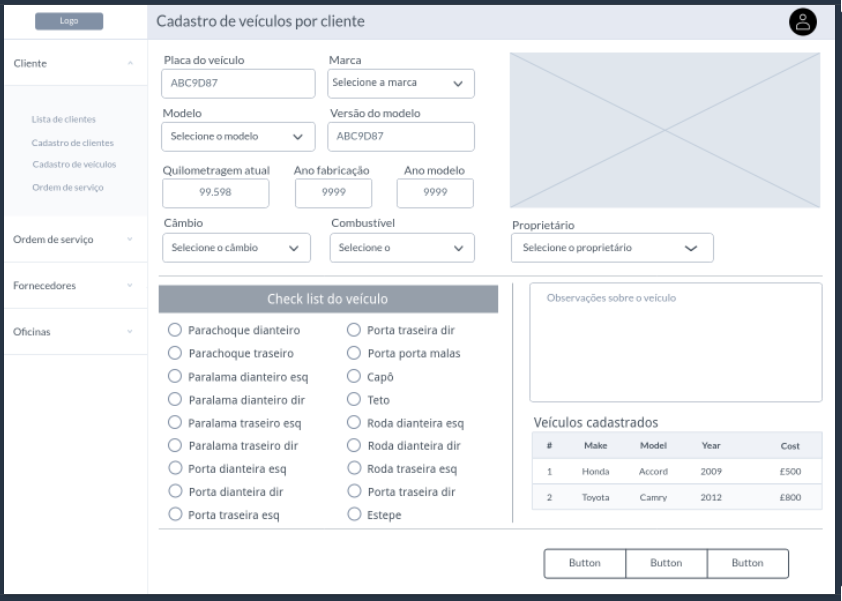 Logo
Cadastro de veículos por cliente
Cliente
Lista de clientes
Cadastro de clientes
Cadastro de veículos
Ordem de serviço
Ordem de serviço
Fornecedores
Oficinas
Placa do veículo
ABC9D87
Marca
Selecione a marca
Modelo
Selecione o modelo
Versão do modelo
ABC9D87
Quilometragem atual
99.598
Ano fabricação
9999
Ano modelo
9999
Câmbio
Selecione o câmbio
Combustível
Selecione o
Proprietário
Selecione o proprietário
Check list do veículo
Parachoque dianteiro
Parachoque traseiro
Paralama dianteiro esq
Paralama dianteiro dir
Paralama traseiro esq
Paralama traseiro dir
Porta dianteira esq
Porta dianteira dir
Porta traseira esq
Porta traseira dir
Porta porta malas
Capô
Teto
Roda dianteira esq
Roda dianteira dir
Roda traseira esq
Porta traseira dir
Estepe
Observações sobre o veículo
Veículos cadastrados
# Make Model Year Cost
1 Honda Accord 2009 £500
2 Toyota Camry 2012 £800
Button Button Button